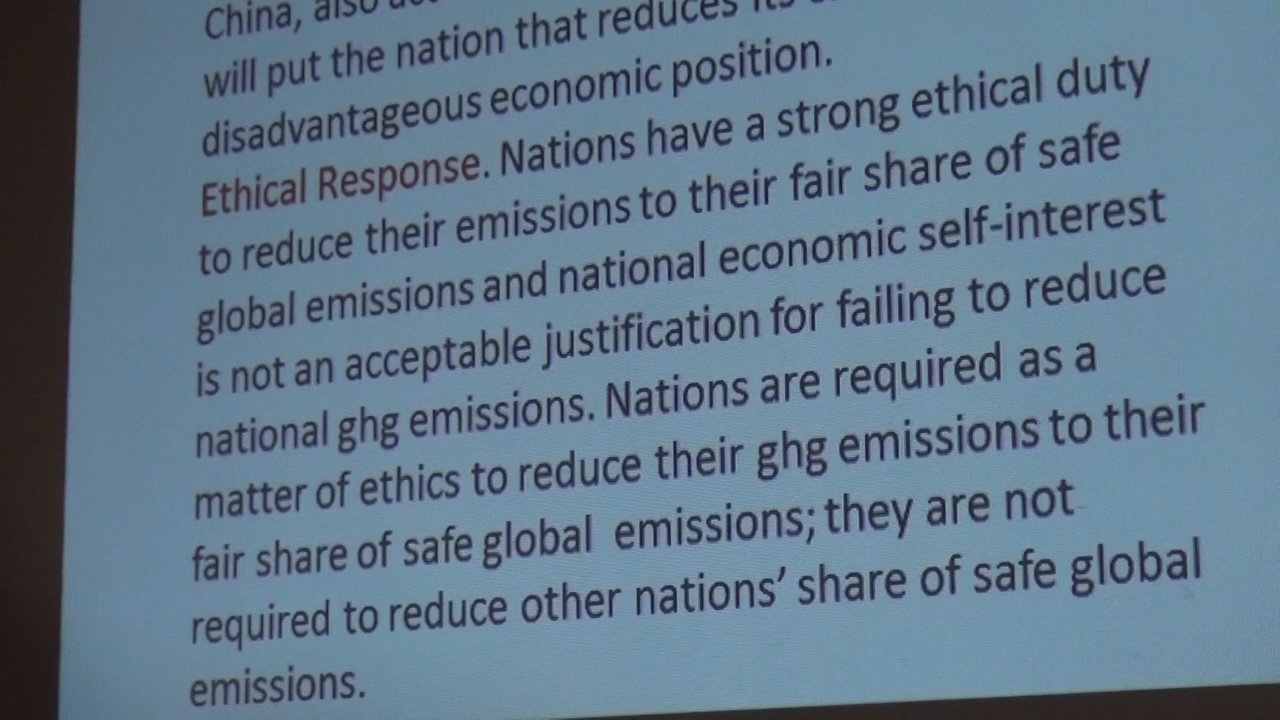 China, also
will put the nation that reduces its
disadvantageous economic position.
Ethical Response. Nations have a strong ethical duty
to reduce their emissions to their fair share of safe
global emissions and national economic self-interest
is not an acceptable justification for failing to reduce
national ghg emissions. Nations are required as a
matter of ethics to reduce their ghg emissions to their
fair share of safe global emissions; they are not
required to reduce other nations’ share of safe global
emissions.